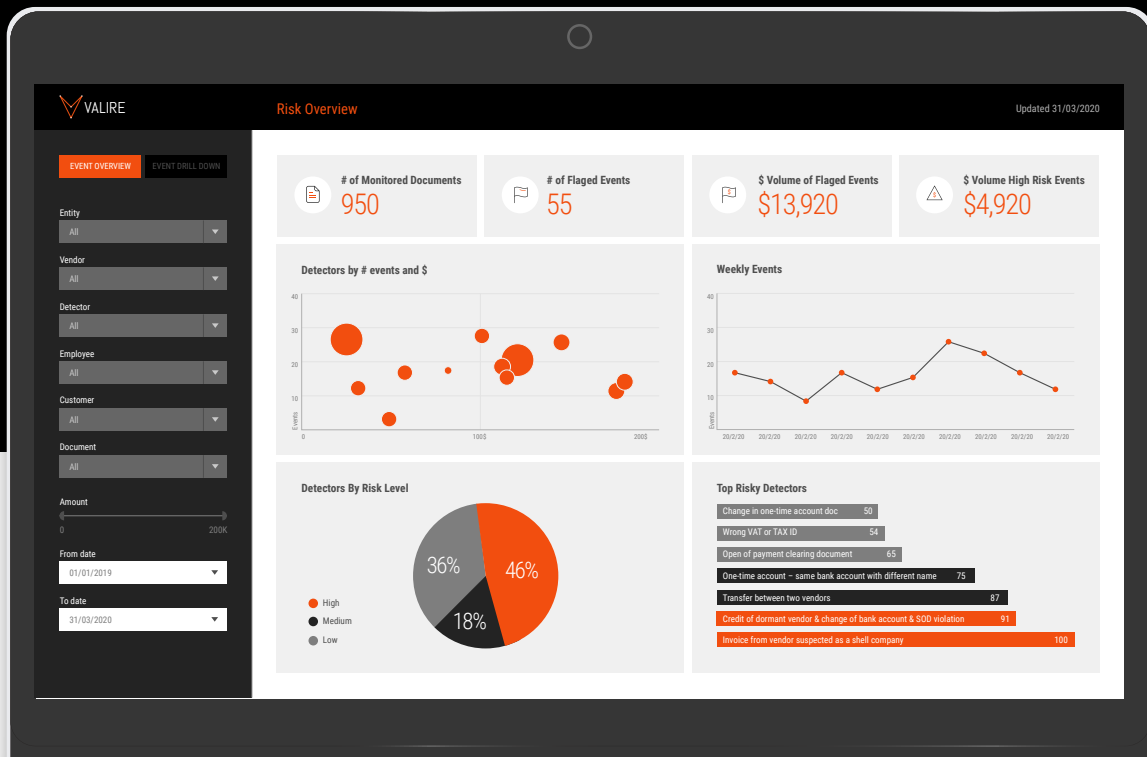 VALIRE
Risk Overview
Updated 31/03/2020
EVENT OVERVIEW
EVENT DRILL DOWN
Entity
All
Vendor
All
Detector
All
Employee
All
Customer
All
Document
All
Amount
0 200K
From date
01/01/2019
To date
31/03/2020
# of Monitored Documents
950
# of Flaged Events
55
$ Volume of Flaged Events
$13,920
$ Volume High Risk Events
$4,920
Detectors by # events and $
40
30
20
10
Events
0 100$ 200$
Weekly Events
40
30
20
10
Events
20/2/20 20/2/20 20/2/20 20/2/20 20/2/20 20/2/20 20/2/20 20/2/20 20/2/20 20/2/20
Detectors By Risk Level
36%
46%
18%
High
Medium
Low
Top Risky Detectors
Change in one-time account doc 50
Wrong VAT or TAX ID 54
Open of payment clearing document 65
One-time account – same bank account with different name 75
Transfer between two vendors 87
Credit of dormant vendor & change of bank account & SOD violation 91
Invoice from vendor suspected as a shell company 100